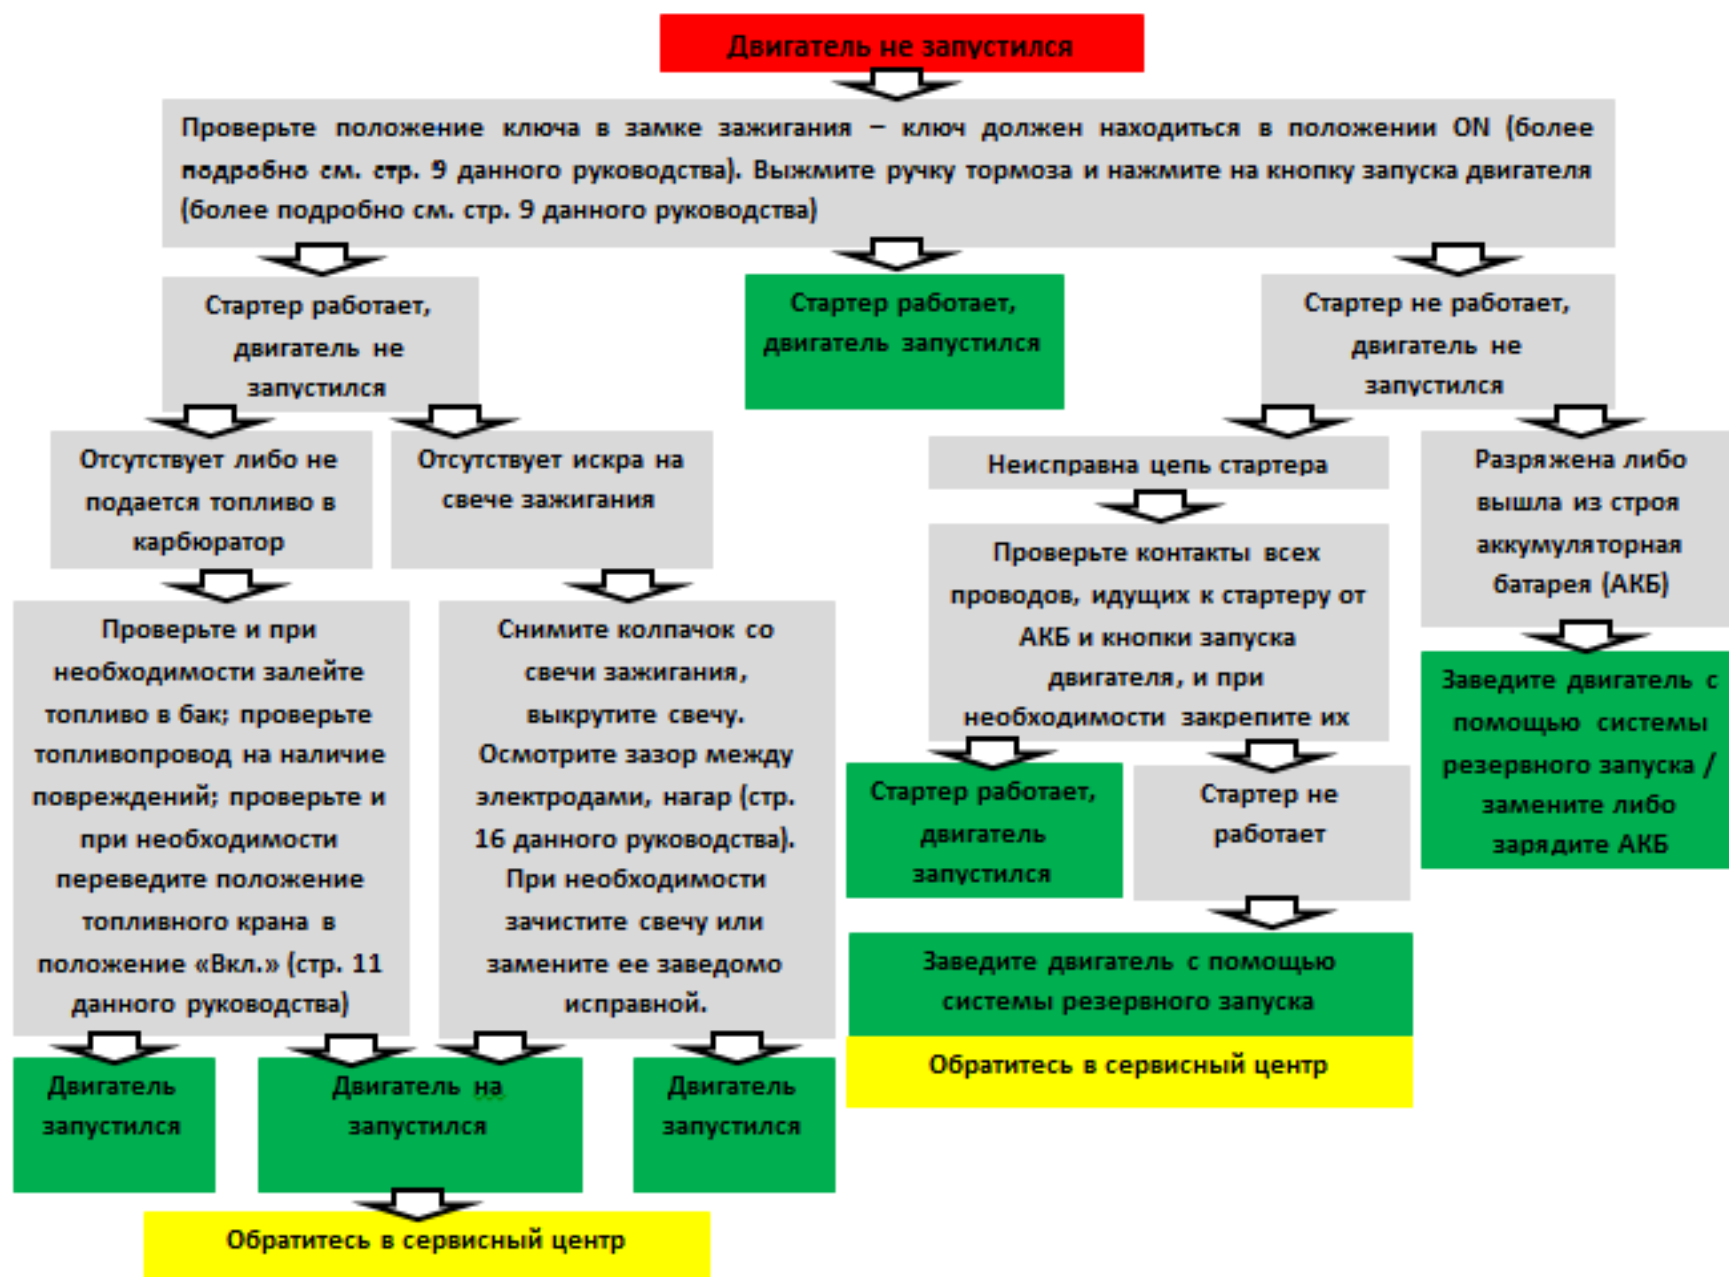 Двигатель не запустился
Проверьте положение ключа в замке зажигания – ключ должен находиться в положении ON (более
подробно см. стр. 9 данного руководства). Выжмите ручку тормоза и нажмите на кнопку запуска двигателя
(более подробно см. стр. 9 данного руководства)
Стартер работает,
двигатель не
запустился
Стартер работает,
двигатель запустился
Стартер не работает,
двигатель не
запустился
Отсутствует либо не
подается топливо в
карбюратор
Отсутствует искра на
свече зажигания
Неисправна цепь стартера
Разряжена либо
вышла из строя
аккумуляторная
батарея (АКБ)
Проверьте и при
необходимости залейте
топливо в бак; проверьте
топливопровод на наличие
повреждений; проверьте и
при необходимости
переведите положение
топливного крана в
положение «Вкл.» (стр. 11
данного руководства)
Снимите колпачок со
свечи зажигания,
выкрутите свечу.
Осмотрите зазор между
электродами, нагар (стр.
16 данного руководства).
При необходимости
зачистите свечу или
замените ее заведомо
исправной.
Проверьте контакты всех
проводов, идущих к стартеру от
АКБ и кнопки запуска
двигателя, и при
необходимости закрепите их
Заведите двигатель с
помощью системы
резервного запуска /
замените либо
зарядите АКБ
Стартер работает,
двигатель
запустился
Стартер не
работает
Заведите двигатель с помощью
системы резервного запуска
Обратитесь в сервисный центр
Двигатель
запустился
Двигатель на
запустился
Двигатель
запустился
Обратитесь в сервисный центр